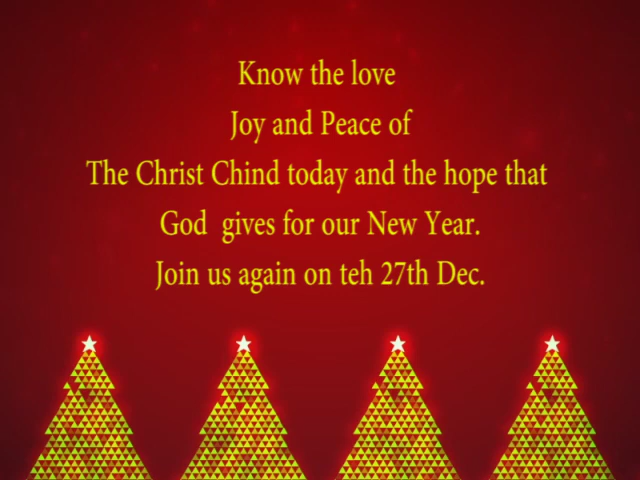 Know the love
Joy and Peace of
The Christ Chind today and the hope that
God  gives for our New Year.
Join us again on teh 27th Dec.